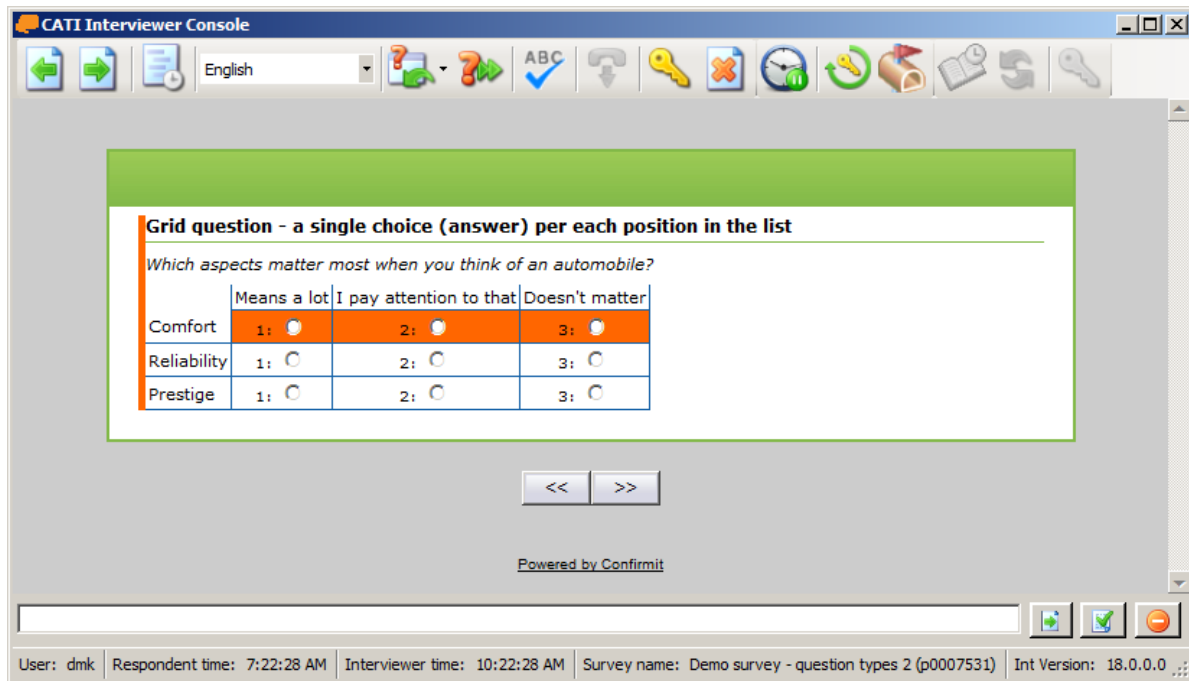 CATI Interviewer Console
English
ABC
Grid question - a single choice (answer) per each position in the list
Which aspects matter most when you think of an automobile?
Means a lot I pay attention to that Doesn't matter
Comfort 1: 2: 3:
Reliability 1: 2: 3:
Prestige 1: 2: 3:
<< >>
Powered by Confirmit
User: dmk Respondent time: 7:22:28 AM Interviewer time: 10:22:28 AM Survey name: Demo survey - question types 2 (p0007531) Int Version: 18.0.0.0